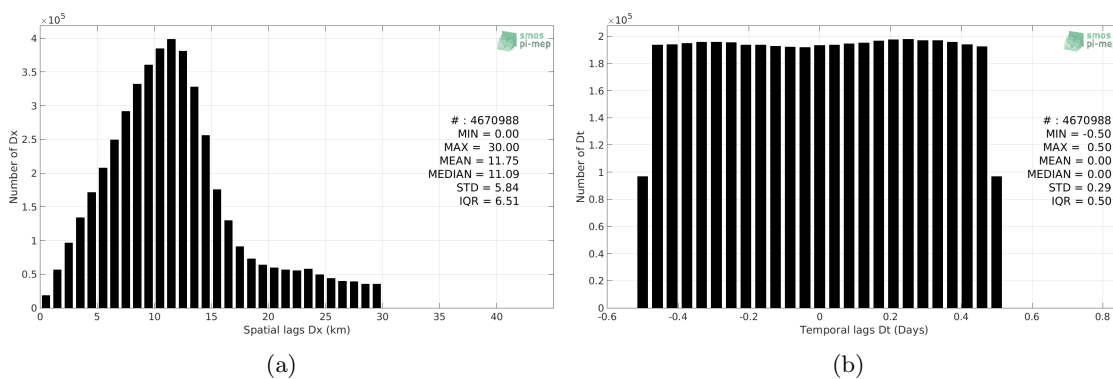 ×10⁵
4
3.5
3
2.5
2
1.5
1
0.5
0
Number of Dx
smos
pi-mep
# : 4670988
MIN = 0.00
MAX = 30.00
MEAN = 11.75
MEDIAN = 11.09
STD = 5.84
IQR = 6.51
0 5 10 15 20 25 30 35 40
Spatial lags Dx (km)
(a)
×10⁵
2
1.8
1.6
1.4
1.2
1
0.8
0.6
0.4
0.2
0
Number of Dt
smos
pi-mep
# : 4670988
MIN = -0.50
MAX = 0.50
MEAN = 0.00
MEDIAN = 0.00
STD = 0.29
IQR = 0.50
-0.6 -0.4 -0.2 0 0.2 0.4 0.6 0.8
Temporal lags Dt (Days)
(b)